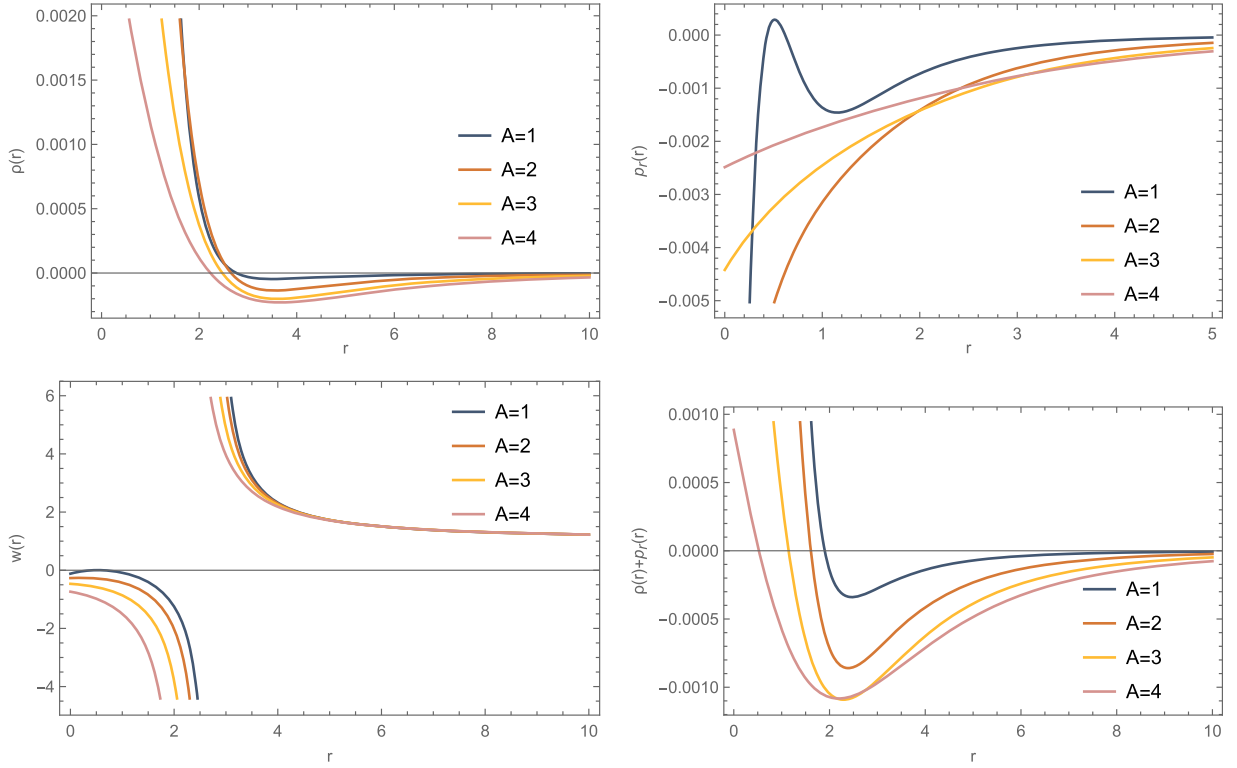 0.0020
0.0015
0.0010
0.0005
0.0000
ρ(r)
A=1
A=2
A=3
A=4
0 2 4 6 8 10
r
0.000
-0.001
-0.002
-0.003
-0.004
-0.005
p_r(r)
A=1
A=2
A=3
A=4
0 1 2 3 4 5
r
6
4
2
0
-2
-4
w(r)
A=1
A=2
A=3
A=4
0 2 4 6 8 10
r
0.0010
0.0005
0.0000
-0.0005
-0.0010
ρ(r)+p_r(r)
A=1
A=2
A=3
A=4
0 2 4 6 8 10
r